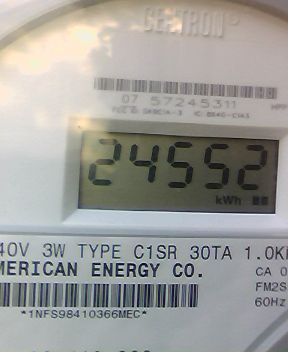 CENTRON®
07 57245311
24552
kWh
40V 3W TYPE C1SR 30TA 1.0K
MERICAN ENERGY CO.
CA 0
FM2S
60Hz
*1NFS98410366MEC*